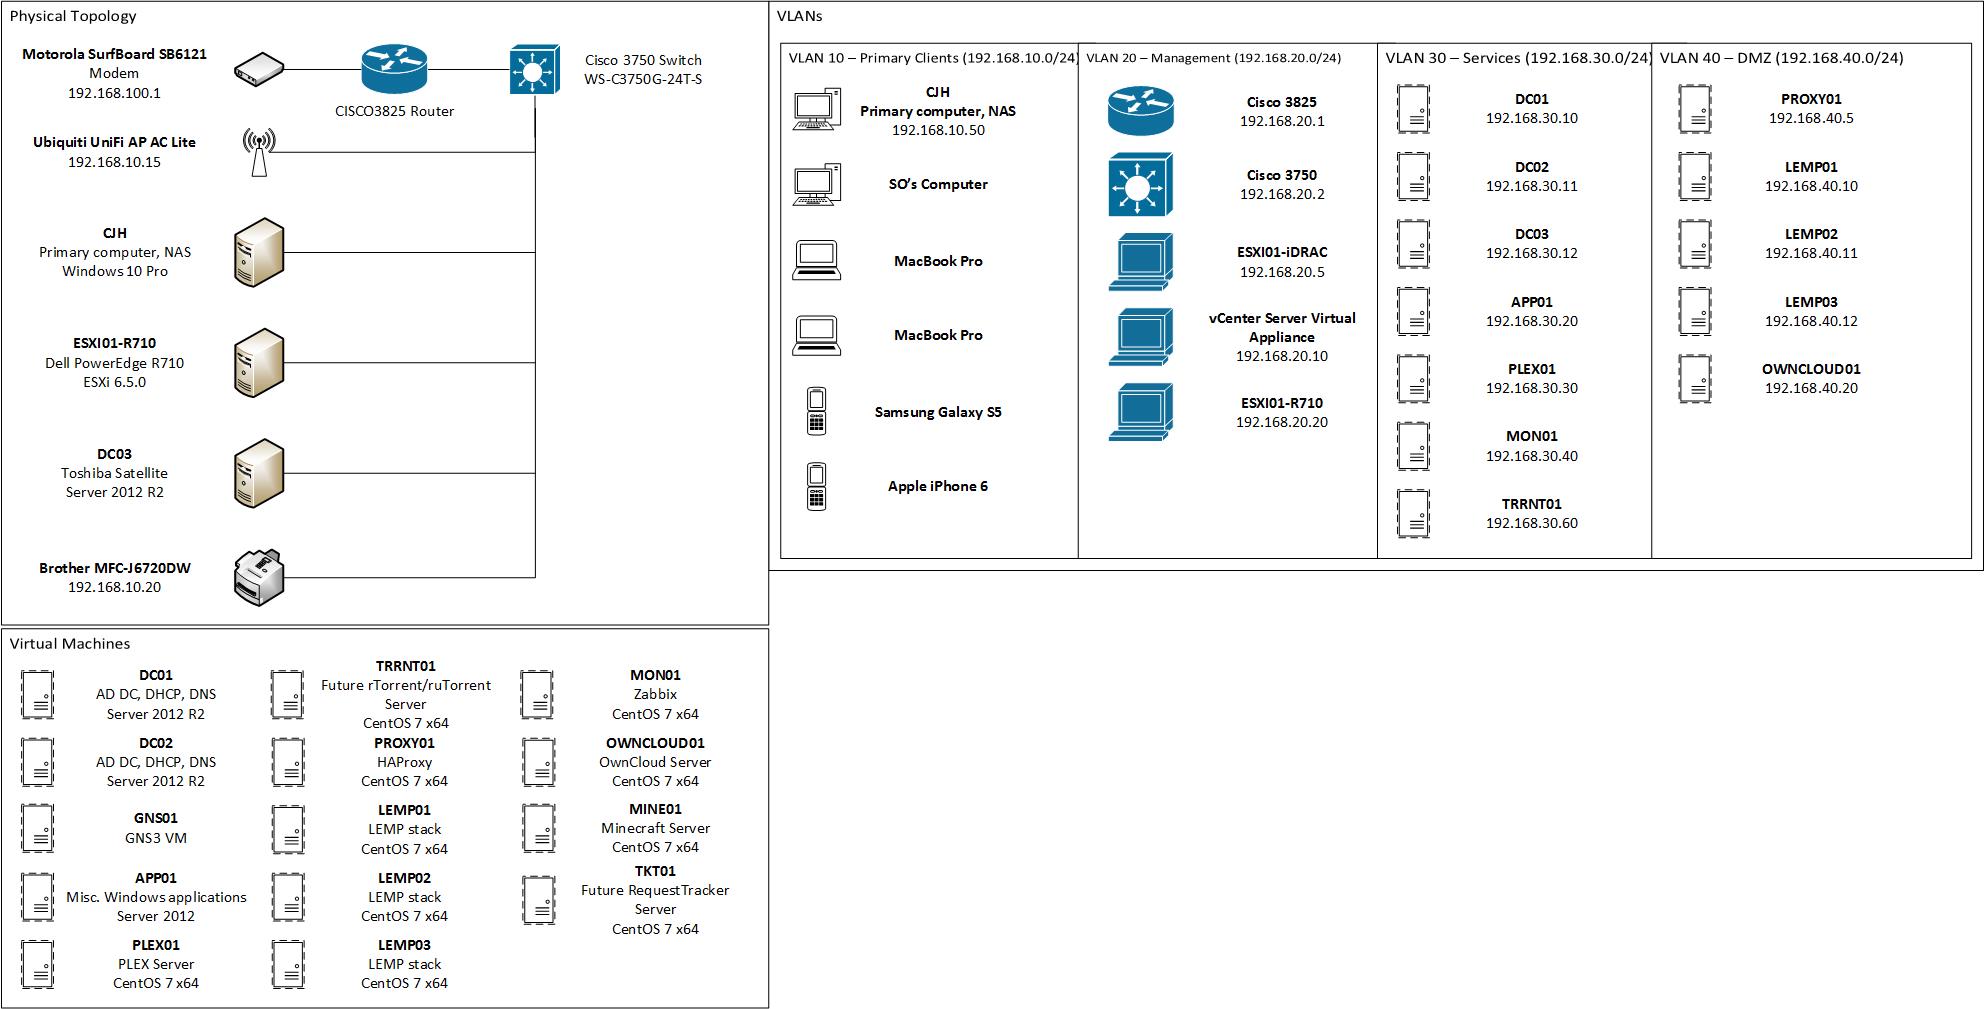 Physical Topology
Motorola SurfBoard SB6121
Modem
192.168.100.1
CISCO3825 Router
Cisco 3750 Switch
WS-C3750G-24T-S
Ubiquiti UniFi AP AC Lite
192.168.10.15
CJH
Primary computer, NAS
Windows 10 Pro
ESXI01-R710
Dell PowerEdge R710
ESXi 6.5.0
DC03
Toshiba Satellite
Server 2012 R2
Brother MFC-J6720DW
192.168.10.20
VLANs
VLAN 10 – Primary Clients (192.168.10.0/24)
CJH
Primary computer, NAS
192.168.10.50
SO's Computer
MacBook Pro
MacBook Pro
Samsung Galaxy S5
Apple iPhone 6
VLAN 20 – Management (192.168.20.0/24)
Cisco 3825
192.168.20.1
Cisco 3750
192.168.20.2
ESXI01-iDRAC
192.168.20.5
vCenter Server Virtual
Appliance
192.168.20.10
ESXI01-R710
192.168.20.20
VLAN 30 – Services (192.168.30.0/24)
DC01
192.168.30.10
DC02
192.168.30.11
DC03
192.168.30.12
APP01
192.168.30.20
PLEX01
192.168.30.30
MON01
192.168.30.40
TRRNT01
192.168.30.60
VLAN 40 – DMZ (192.168.40.0/24)
PROXY01
192.168.40.5
LEMP01
192.168.40.10
LEMP02
192.168.40.11
LEMP03
192.168.40.12
OWNCLOUD01
192.168.40.20
Virtual Machines
DC01
AD DC, DHCP, DNS
Server 2012 R2
DC02
AD DC, DHCP, DNS
Server 2012 R2
GNS01
GNS3 VM
APP01
Misc. Windows applications
Server 2012
PLEX01
PLEX Server
CentOS 7 x64
TRRNT01
Future rTorrent/ruTorrent
Server
CentOS 7 x64
PROXY01
HAProxy
CentOS 7 x64
LEMP01
LEMP stack
CentOS 7 x64
LEMP02
LEMP stack
CentOS 7 x64
LEMP03
LEMP stack
CentOS 7 x64
MON01
Zabbix
CentOS 7 x64
OWNCLOUD01
OwnCloud Server
CentOS 7 x64
MINE01
Minecraft Server
CentOS 7 x64
TKT01
Future RequestTracker
Server
CentOS 7 x64